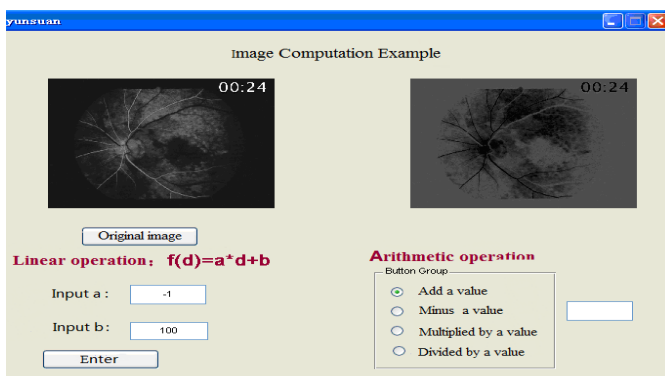 yunsuan
Image Computation Example
00:24
00:24
Original image
Linear operation: f(d)=a*d+b
Arithmetic operation
Button Group
Input a :
-1
Add a value
Minus a value
Input b:
100
Multiplied by a value
Divided by a value
Enter